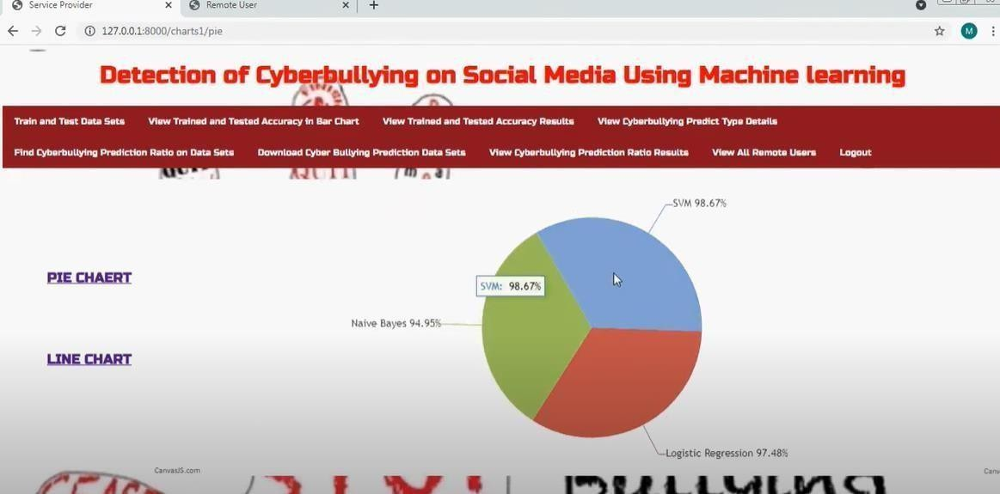 Service Provider
Remote User
127.0.0.1:8000/charts1/pie
M
Detection of Cyberbullying on Social Media Using Machine learning
Train and Test Data Sets View Trained and Tested Accuracy in Bar Chart View Trained and Tested Accuracy Results View Cyberbullying Predict Type Details
Find Cyberbullying Prediction Ratio on Data Sets Download Cyber Bullying Prediction Data Sets View Cyberbullying Prediction Ratio Results View All Remote Users Logout
SVM 98.67%
PIE CHAERT
SVM: 98.67%
Naive Bayes 94.95%
LINE CHART
Logistic Regression 97.48%
CanvasJS.com
Bullying